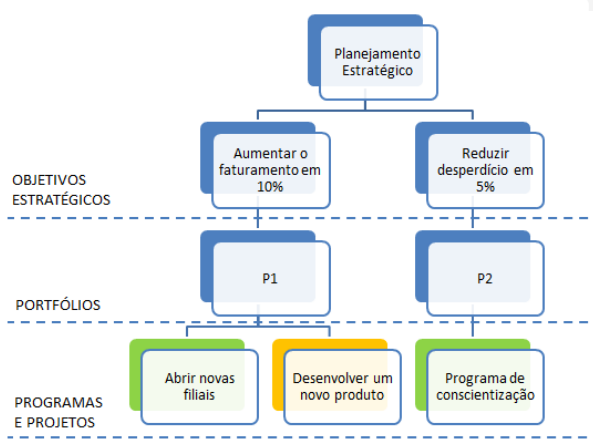 Planejamento
Estratégico
OBJETIVOS
ESTRATÉGICOS
Aumentar o
faturamento em
10%
Reduzir
desperdício em
5%
PORTFÓLIOS
P1
P2
PROGRAMAS
E PROJETOS
Abrir novas
filiais
Desenvolver um
novo produto
Programa de
conscientização